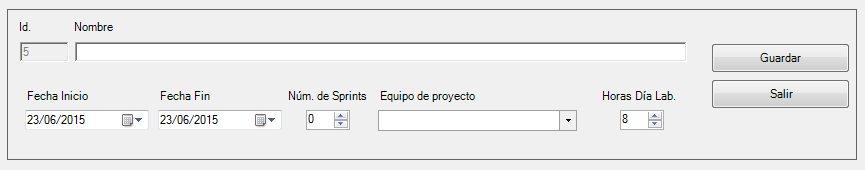 Id. Nombre
5
Guardar
Salir
Fecha Inicio Fecha Fin Núm. de Sprints Equipo de proyecto Horas Día Lab.
23/06/2015 23/06/2015 0 8